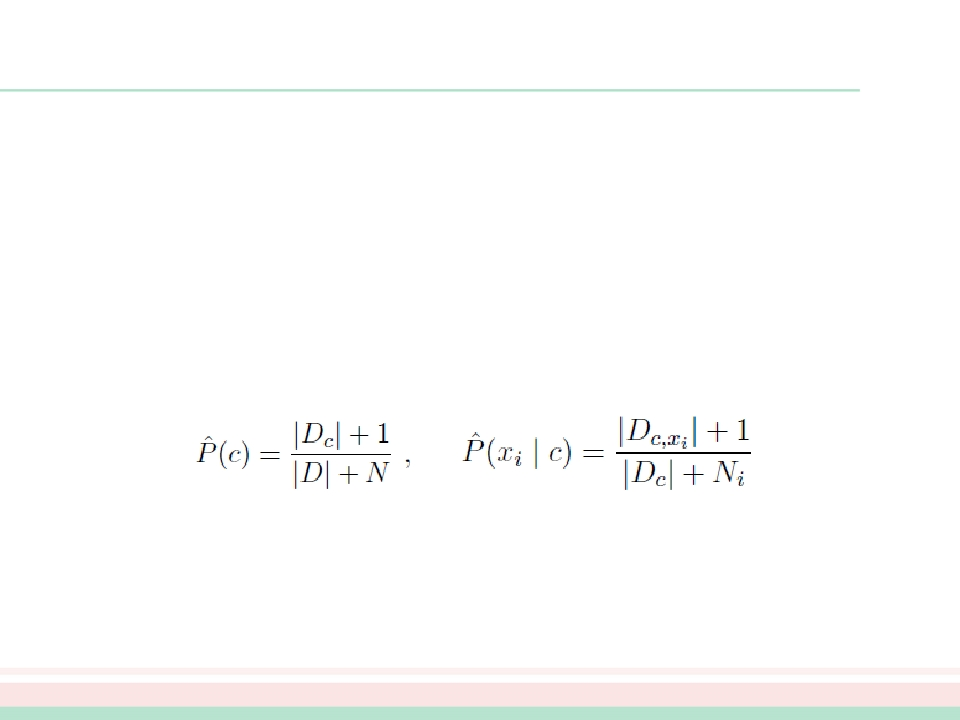 P̂(c) = |D_c| + 1 / |D| + N , P̂(x_i | c) = |D_{c,x_i}| + 1 / |D_c| + N_i